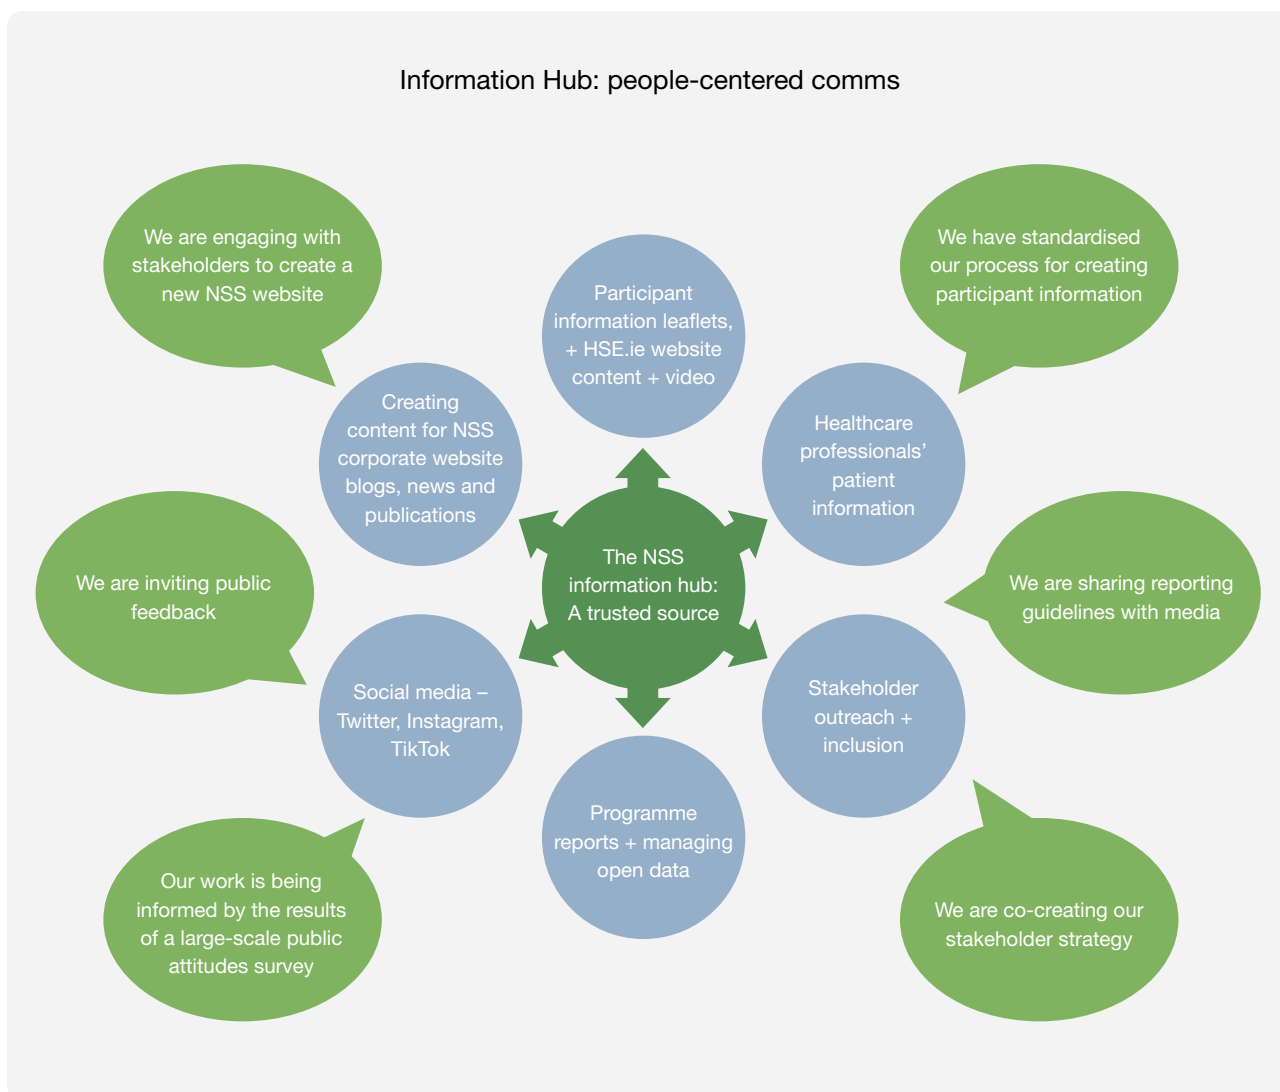 Information Hub: people-centered comms
We are engaging with
stakeholders to create a
new NSS website
Participant
information leaflets,
+ HSE.ie website
content + video
We have standardised
our process for creating
participant information
Creating
content for NSS
corporate website
blogs, news and
publications
Healthcare
professionals’
patient
information
We are inviting public
feedback
The NSS
information hub:
A trusted source
We are sharing reporting
guidelines with media
Social media –
Twitter, Instagram,
TikTok
Stakeholder
outreach +
inclusion
Programme
reports + managing
open data
Our work is being
informed by the results
of a large-scale public
attitudes survey
We are co-creating our
stakeholder strategy